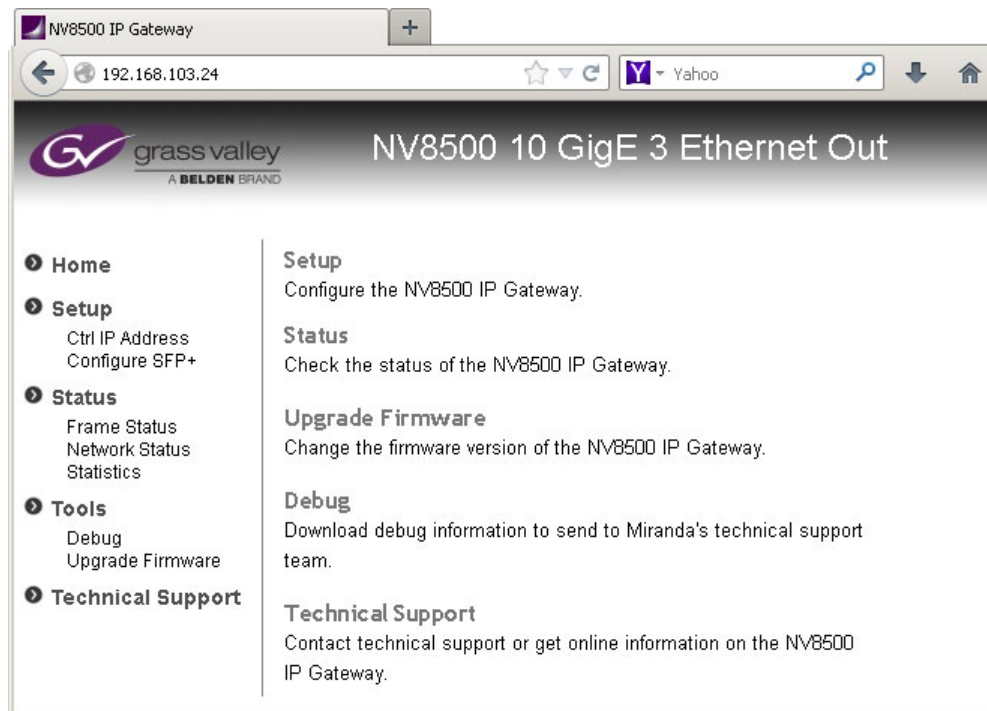 NV8500 IP Gateway
+
192.168.103.24
Y Yahoo
GV grass valley
A BELDEN BRAND
NV8500 10 GigE 3 Ethernet Out
Home
Setup
Ctrl IP Address
Configure SFP+
Status
Frame Status
Network Status
Statistics
Tools
Debug
Upgrade Firmware
Technical Support
Setup
Configure the NV8500 IP Gateway.
Status
Check the status of the NV8500 IP Gateway.
Upgrade Firmware
Change the firmware version of the NV8500 IP Gateway.
Debug
Download debug information to send to Miranda's technical support
team.
Technical Support
Contact technical support or get online information on the NV8500
IP Gateway.